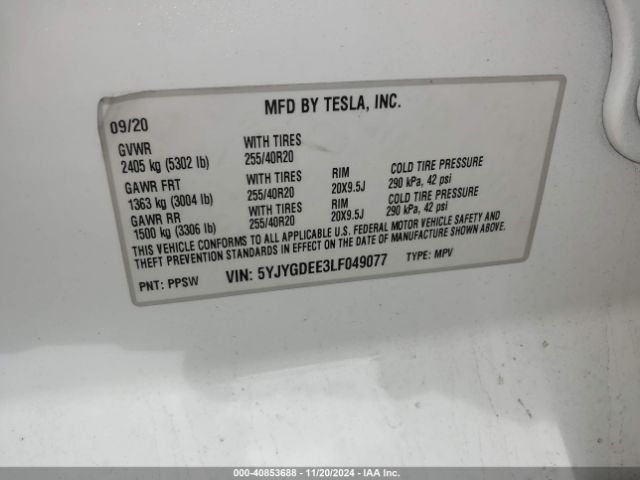 MFD BY TESLA, INC.
09/20
GVWR WITH TIRES
2405 kg (5302 lb) 255/40R20
GAWR FRT WITH TIRES RIM COLD TIRE PRESSURE
1363 kg (3004 lb) 255/40R20 20X9.5J 290 kPa, 42 psi
GAWR RR WITH TIRES RIM COLD TIRE PRESSURE
1500 kg (3306 lb) 255/40R20 20X9.5J 290 kPa, 42 psi
THIS VEHICLE CONFORMS TO ALL APPLICABLE U.S. FEDERAL MOTOR VEHICLE SAFETY AND
THEFT PREVENTION STANDARDS IN EFFECT ON THE DATE OF MANUFACTURE SHOWN ABOVE.
PNT: PPSW VIN: 5YJYGDEE3LF049077 TYPE: MPV
000-40853688 - 11/20/2024 - IAA Inc.